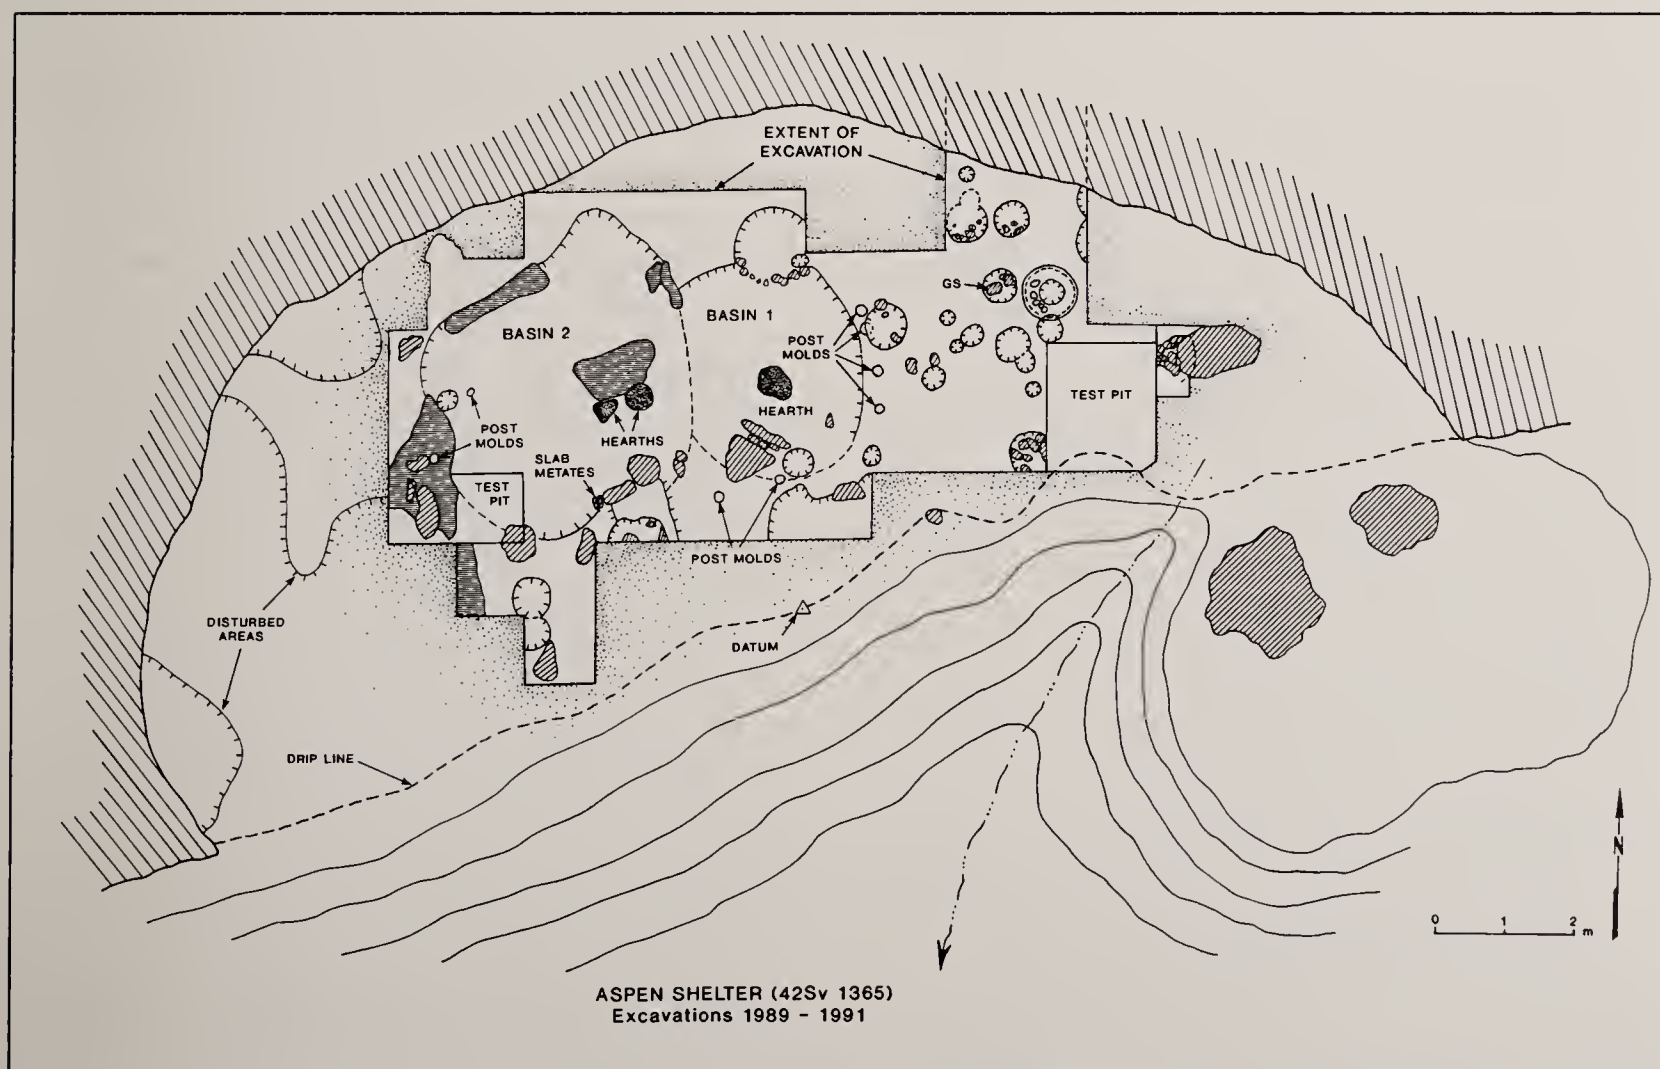 EXTENT OF
EXCAVATION
GS
BASIN 2
BASIN 1
POST
MOLDS
HEARTH
TEST PIT
POST
MOLDS
HEARTHS
SLAB
METATES
TEST
PIT
POST MOLDS
DISTURBED
AREAS
DATUM
DRIP LINE
N
0 1 2 m
ASPEN SHELTER (42Sv 1365)
Excavations 1989 - 1991